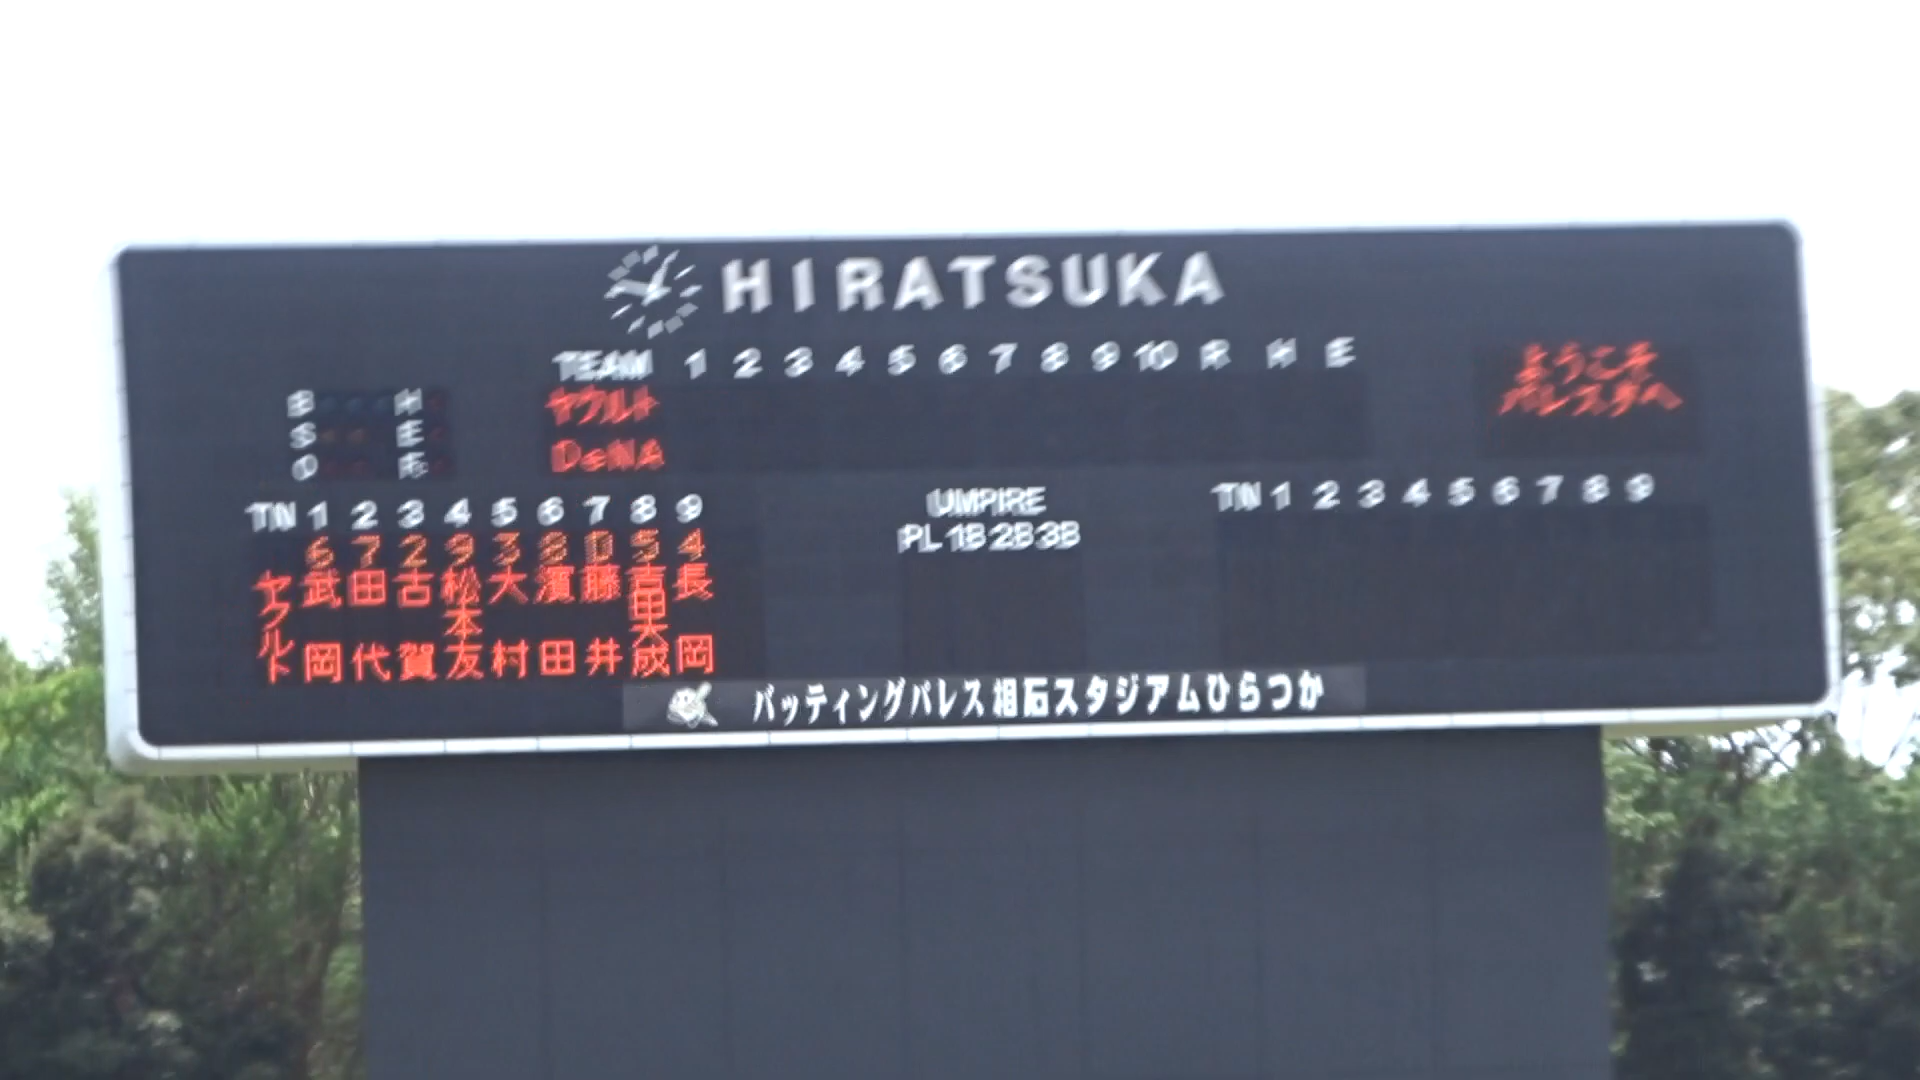 HIRATSUKA
TEAM 1 2 3 4 5 6 7 8 9 10 R H E
ヤクルト
DeNA
ようこそ
パレスタへ
B H
S E
O Fc
TN 1 2 3 4 5 6 7 8 9
6 7 2 9 3 8 D 5 4
ヤクルト
武岡
田代
古賀
松本友
大村
濱田
藤井
吉田大成
長岡
UMPIRE
PL 1B 2B 3B
TN 1 2 3 4 5 6 7 8 9
バッティングパレス相石スタジアムひらつか